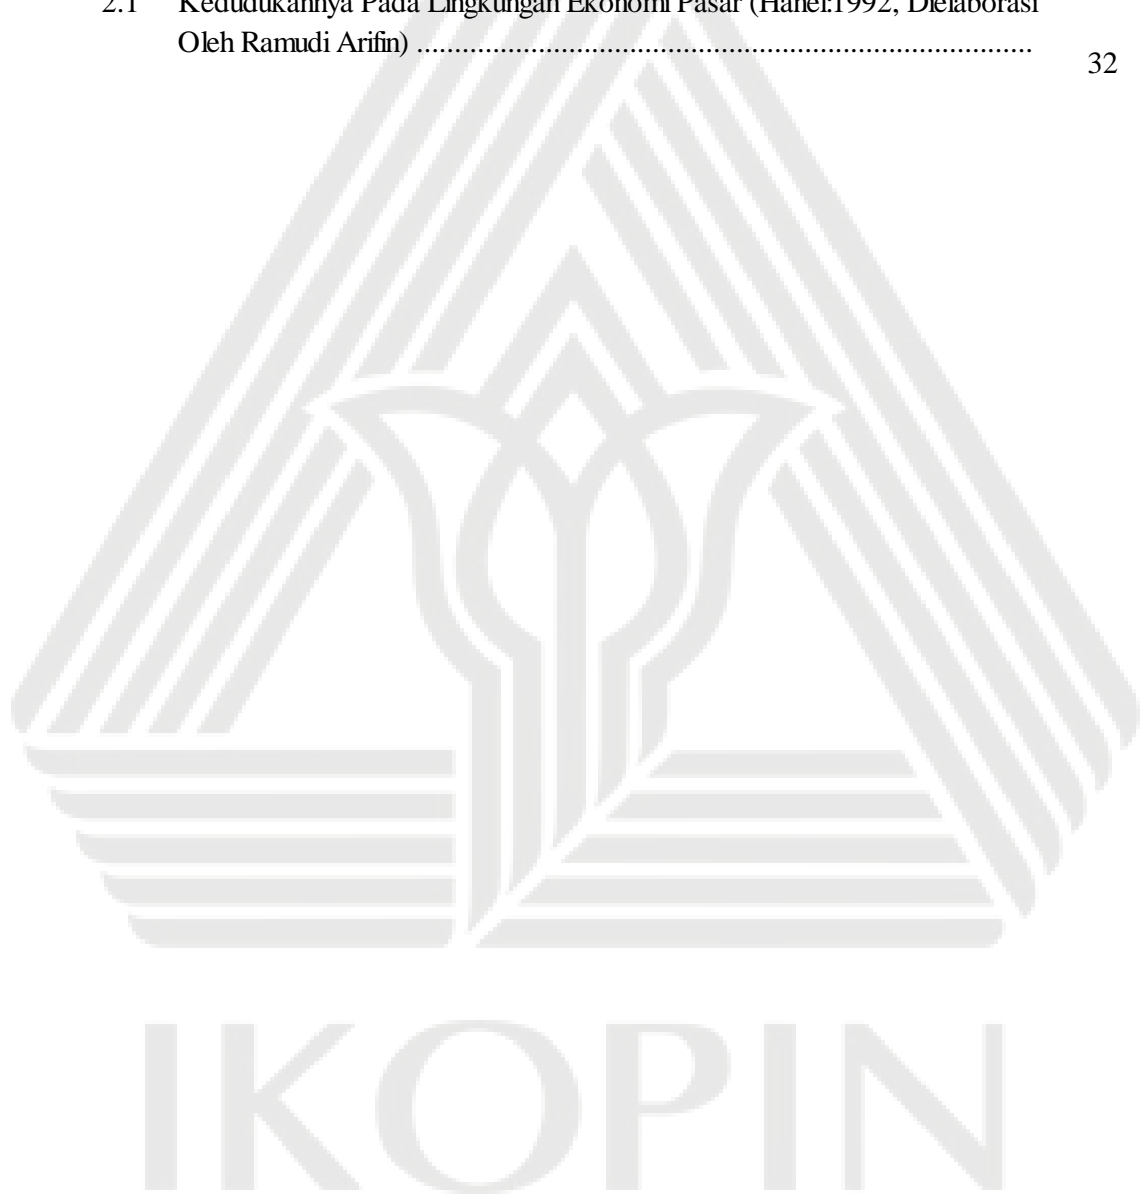 2.1 Kedudukannya Pada Lingkungan Ekonomi Pasar (Hanel:1992, Dielaborasi
Oleh Ramudi Arifin) ..................................................................................
32
IKOPIN